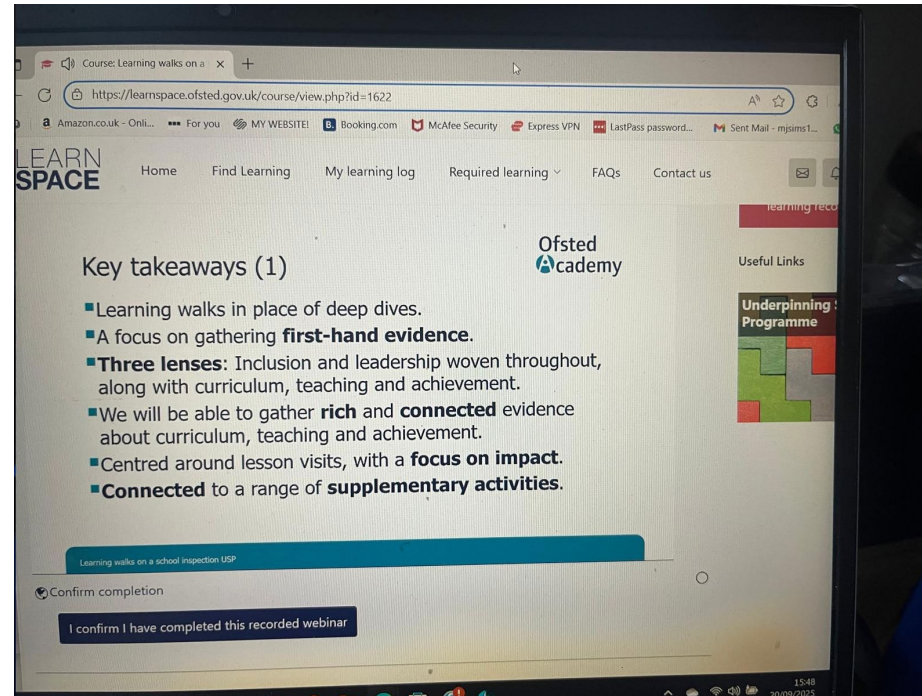 Course: Learning walks on a
https://learnspace.ofsted.gov.uk/course/view.php?id=1622
Amazon.co.uk - Onli...
For you
MY WEBSITE!
Booking.com
McAfee Security
Express VPN
LastPass password...
Sent Mail - mjsims1...
LEARN
SPACE
Home
Find Learning
My learning log
Required learning
FAQs
Contact us
learning reco
Key takeaways (1)
Ofsted
Academy
Useful Links
Underpinning
Programme
■Learning walks in place of deep dives.
■A focus on gathering first-hand evidence.
■Three lenses: Inclusion and leadership woven throughout,
along with curriculum, teaching and achievement.
■We will be able to gather rich and connected evidence
about curriculum, teaching and achievement.
■Centred around lesson visits, with a focus on impact.
■Connected to a range of supplementary activities.
Learning walks on a school inspection USP
Confirm completion
I confirm I have completed this recorded webinar
15:48
20/09/2025